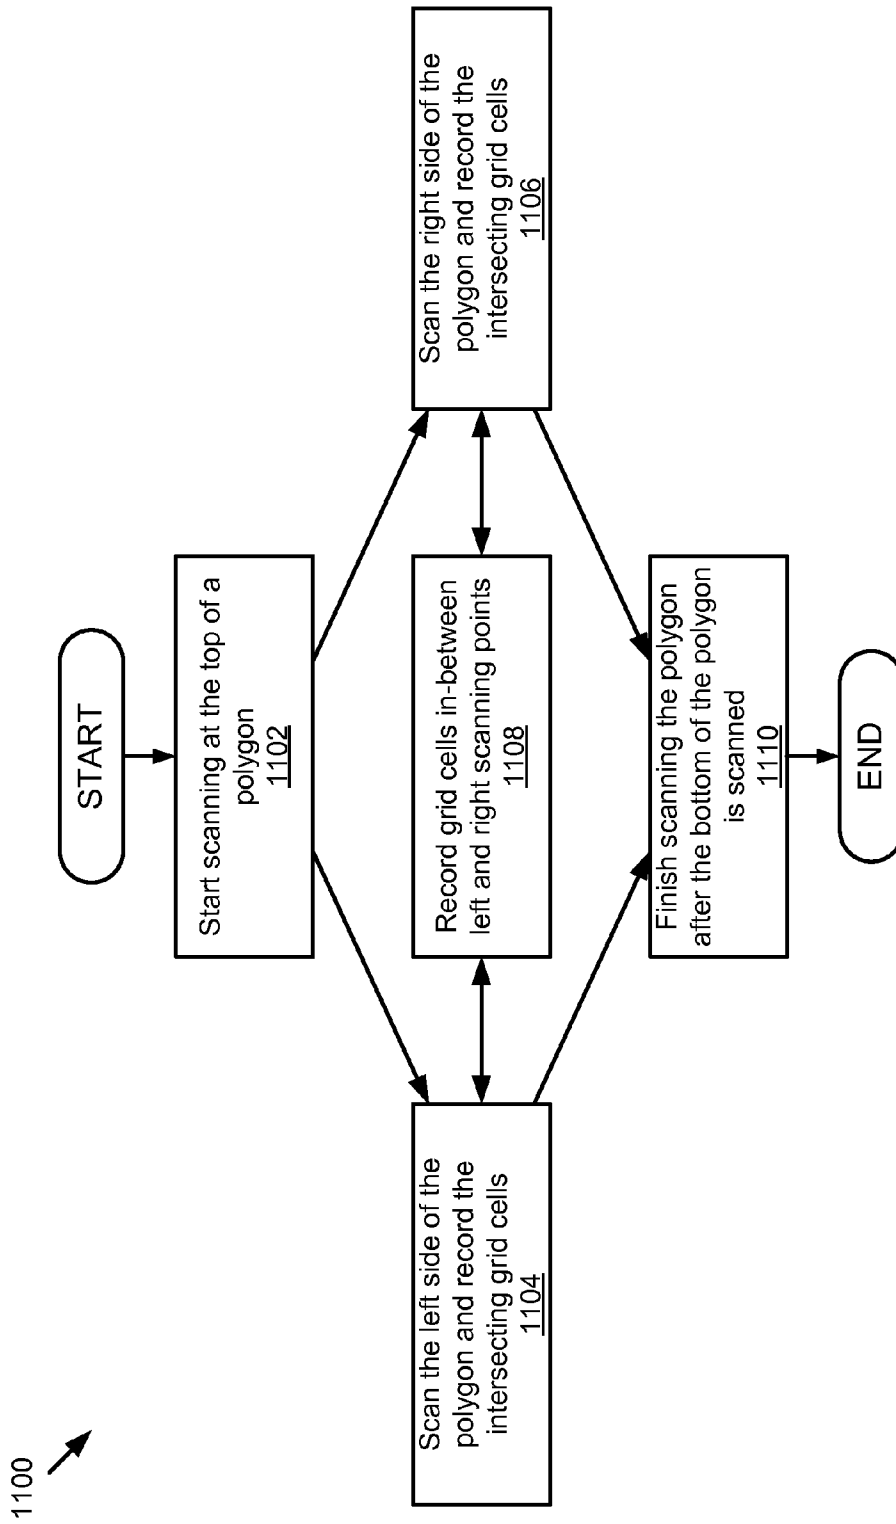 1100
START
Start scanning at the top of a
polygon
1102
Scan the left side of the
polygon and record the
intersecting grid cells
1104
Record grid cells in-between
left and right scanning points
1108
Scan the right side of the
polygon and record the
intersecting grid cells
1106
Finish scanning the polygon
after the bottom of the polygon
is scanned
1110
END